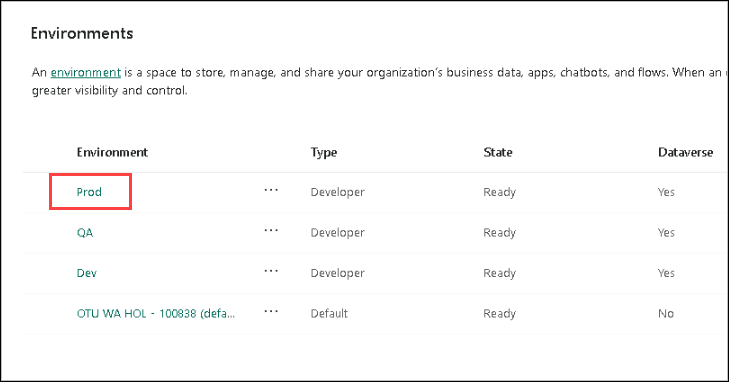 Environments
An environment is a space to store, manage, and share your organization's business data, apps, chatbots, and flows. When an
greater visibility and control.
Environment Type State Dataverse
Prod ... Developer Ready Yes
QA ... Developer Ready Yes
Dev ... Developer Ready Yes
OTU WA HOL - 100838 (defa... ... Default Ready No